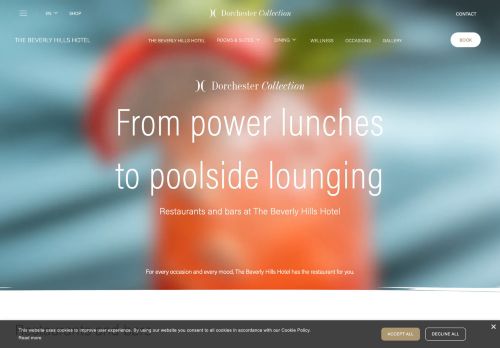 EN
SHOP
Dorchester Collection
CONTACT
THE BEVERLY HILLS HOTEL
THE BEVERLY HILLS HOTEL
ROOMS & SUITES
DINING
WELLNESS
OCCASIONS
GALLERY
BOOK
Dorchester Collection
From power lunches
to poolside lounging
Restaurants and bars at The Beverly Hills Hotel
For every occasion and every mood, The Beverly Hills Hotel has the restaurant for you.
This website uses cookies to improve user experience. By using our website you consent to all cookies in accordance with our Cookie Policy.
Read more
ACCEPT ALL
DECLINE ALL